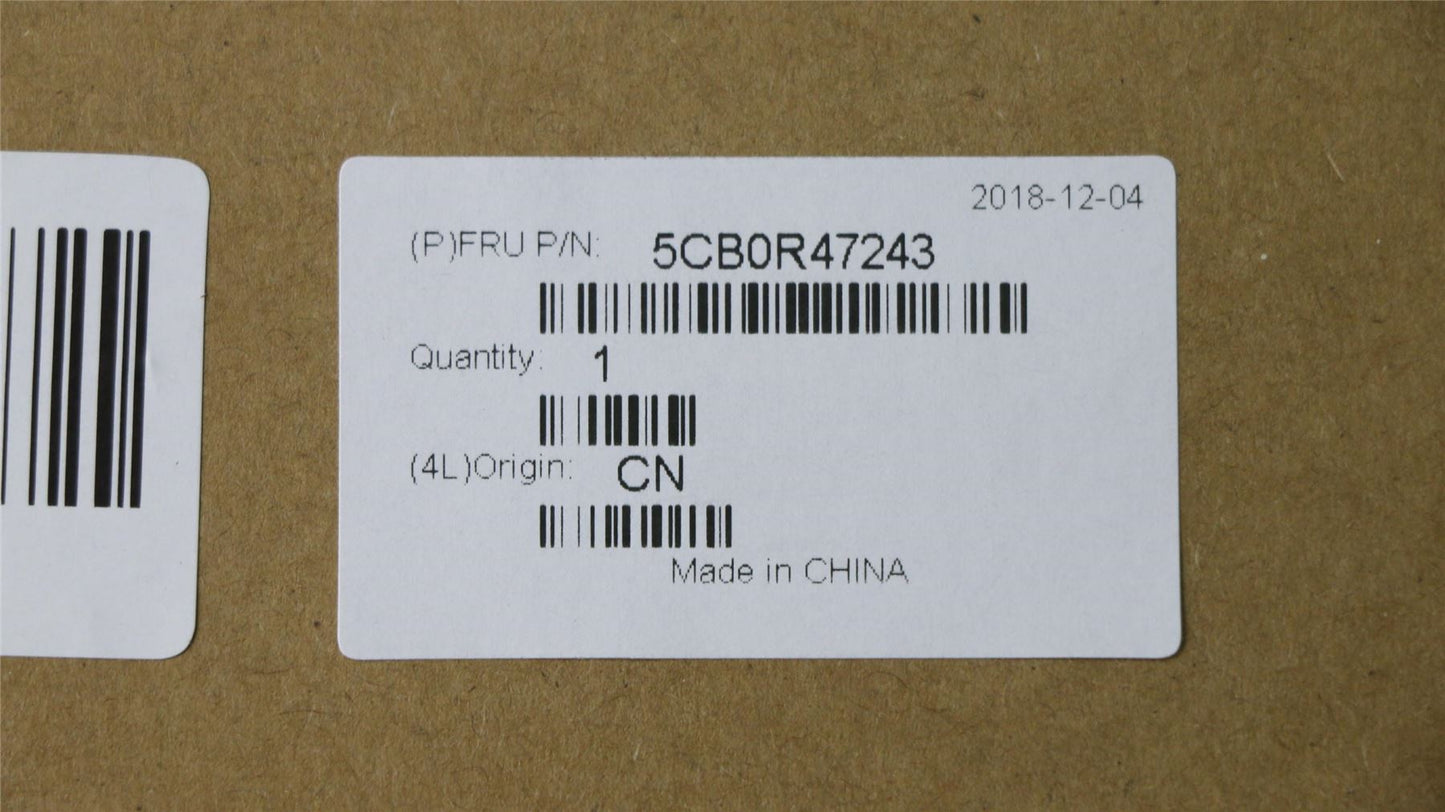 2018-12-04
(P)FRU P/N: 5CB0R47243
Quantity: 1
(4L)Origin: CN
Made in CHINA